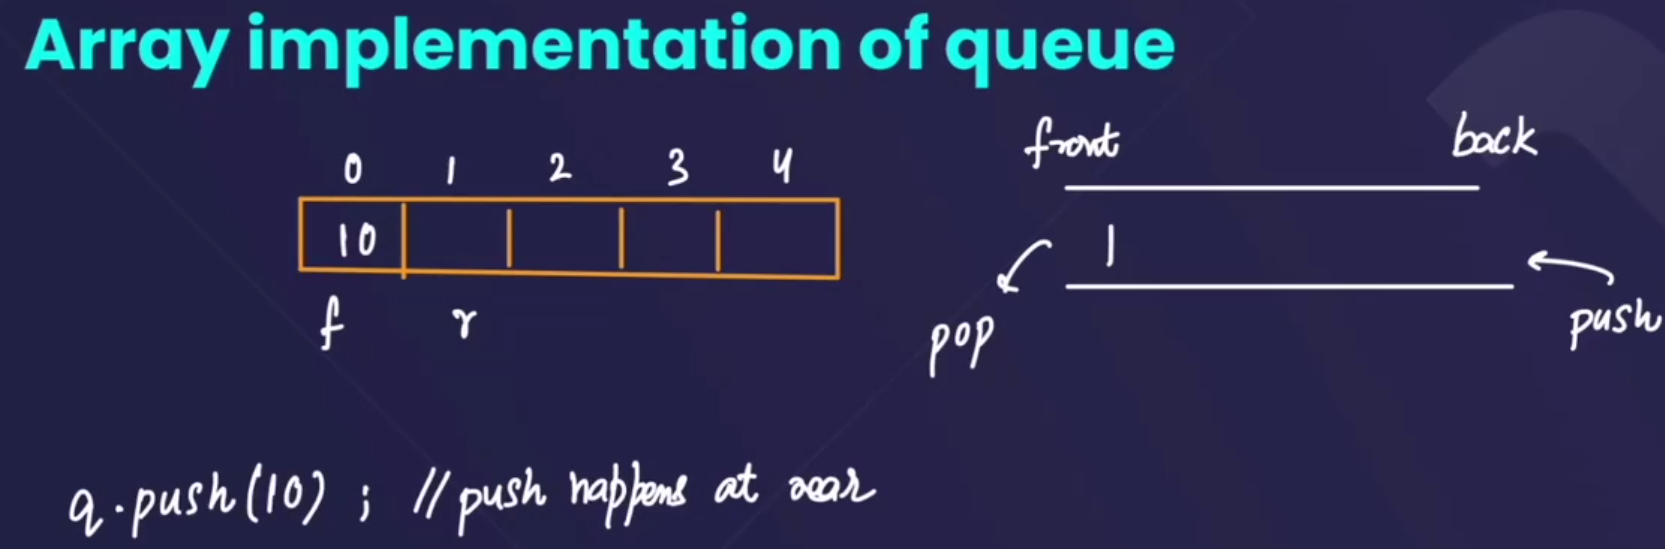 Array implementation of queue
front back
0 1 2 3 4
10
1
f r
pop
push
q.push(10) ; //push happens at rear